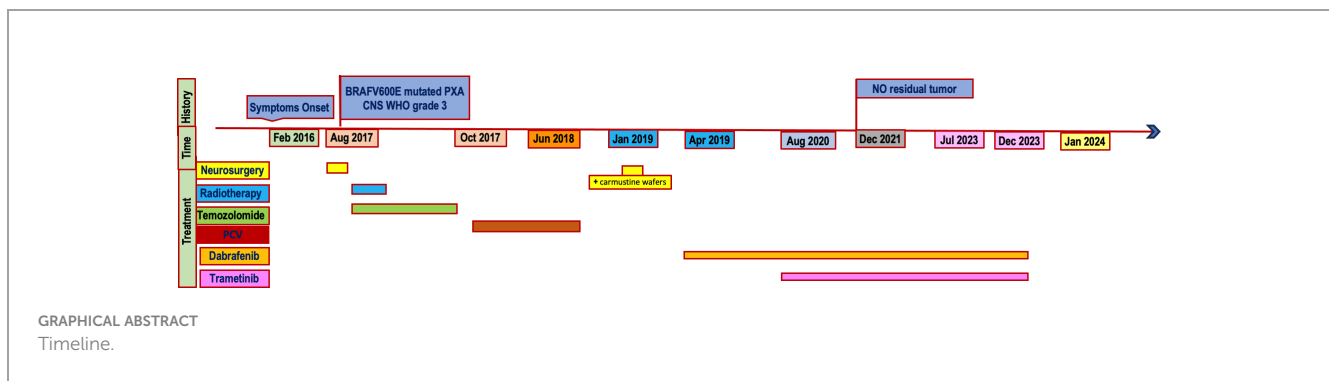 History
Symptoms Onset
BRAFV600E mutated PXA
CNS WHO grade 3
NO residual tumor
Time
Feb 2016
Aug 2017
Oct 2017
Jun 2018
Jan 2019
Apr 2019
Aug 2020
Dec 2021
Jul 2023
Dec 2023
Jan 2024
Treatment
Neurosurgery
+ carmustine wafers
Radiotherapy
Temozolomide
PCV
Dabrafenib
Trametinib
GRAPHICAL ABSTRACT
Timeline.